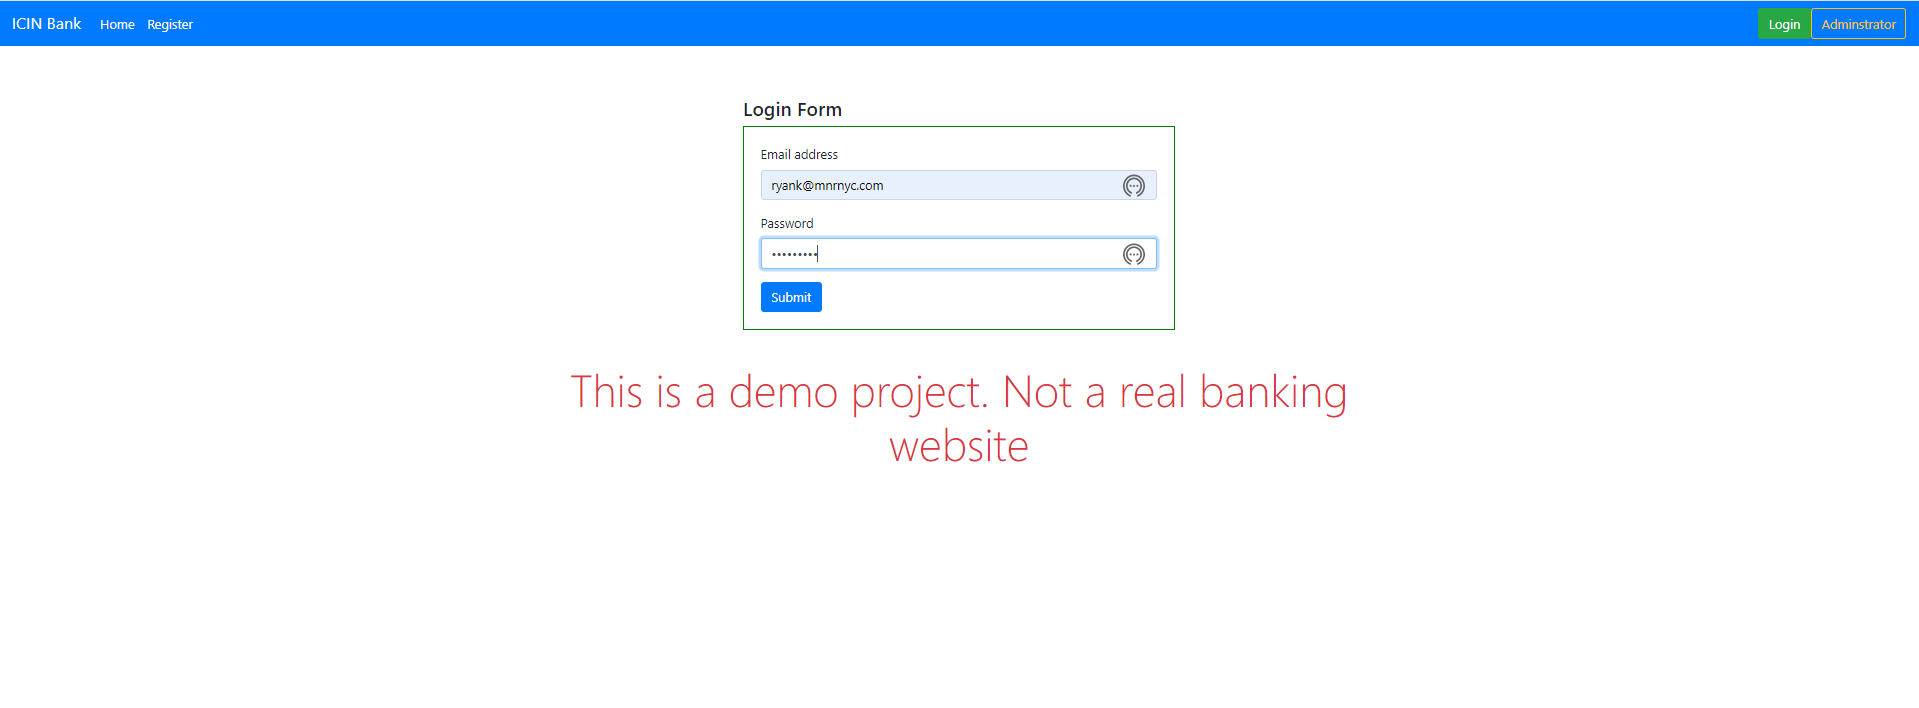 ICIN Bank Home Register Login Adminstrator
Login Form
Email address
ryank@mnrnyc.com
Password
•••••••••
Submit
This is a demo project. Not a real banking
website